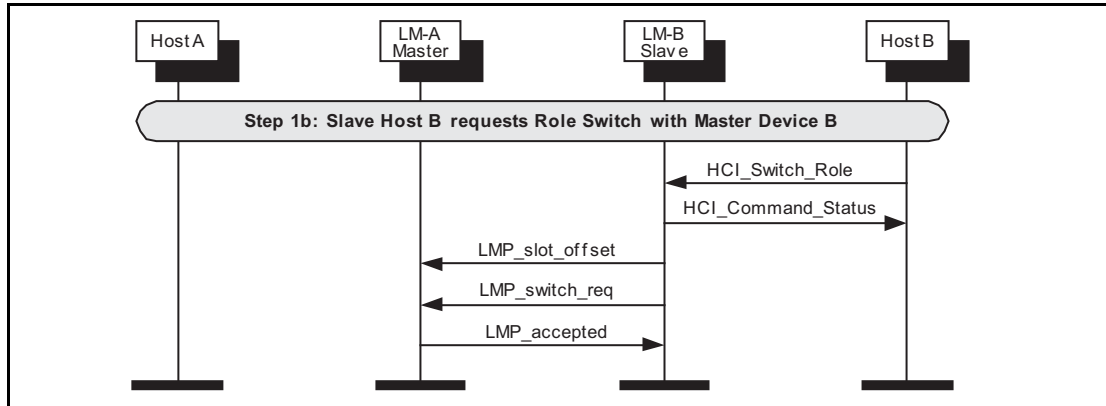 Host A
LM-A
Master
LM-B
Slave
Host B
Step 1b: Slave Host B requests Role Switch with Master Device B
HCI_Switch_Role
HCI_Command_Status
LMP_slot_offset
LMP_switch_req
LMP_accepted